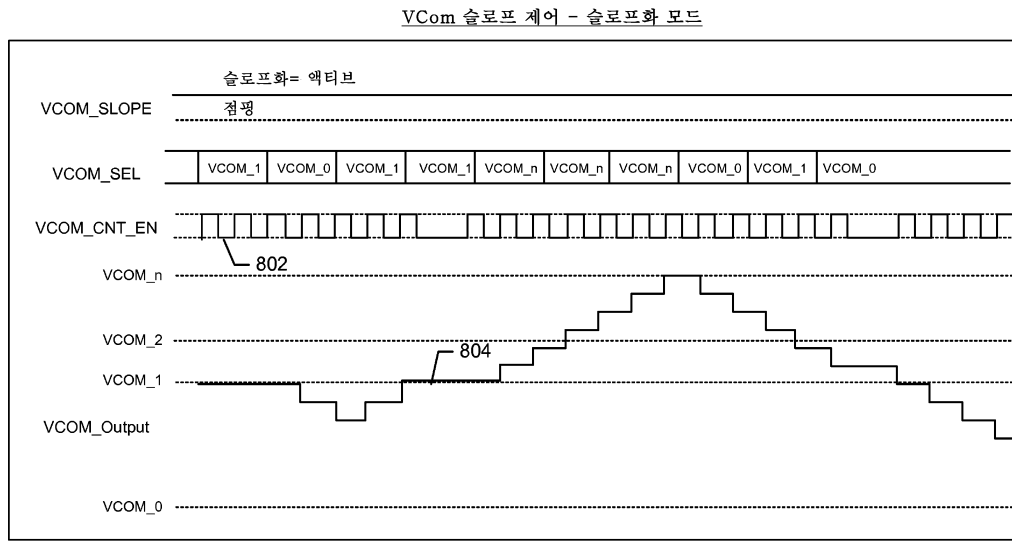 VCom 슬로프 제어 - 슬로프화 모드
슬로프화= 액티브
VCOM_SLOPE
점핑
VCOM_SEL
VCOM_1 VCOM_0 VCOM_1 VCOM_1 VCOM_n VCOM_n VCOM_n VCOM_0 VCOM_1 VCOM_0
VCOM_CNT_EN
802
VCOM_n
VCOM_2
804
VCOM_1
VCOM_Output
VCOM_0